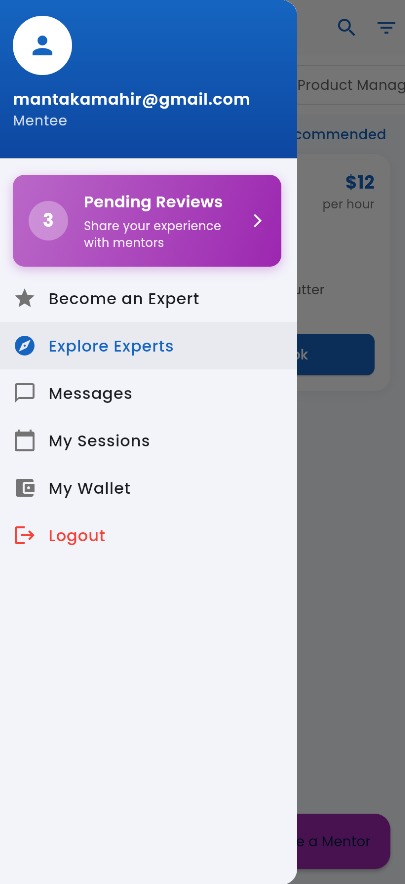 mantakamahir@gmail.com
Mentee
3
Pending Reviews
Share your experience
with mentors
Become an Expert
Explore Experts
Messages
My Sessions
My Wallet
Logout
Product Manag
commended
$12
per hour
utter
ok
e a Mentor